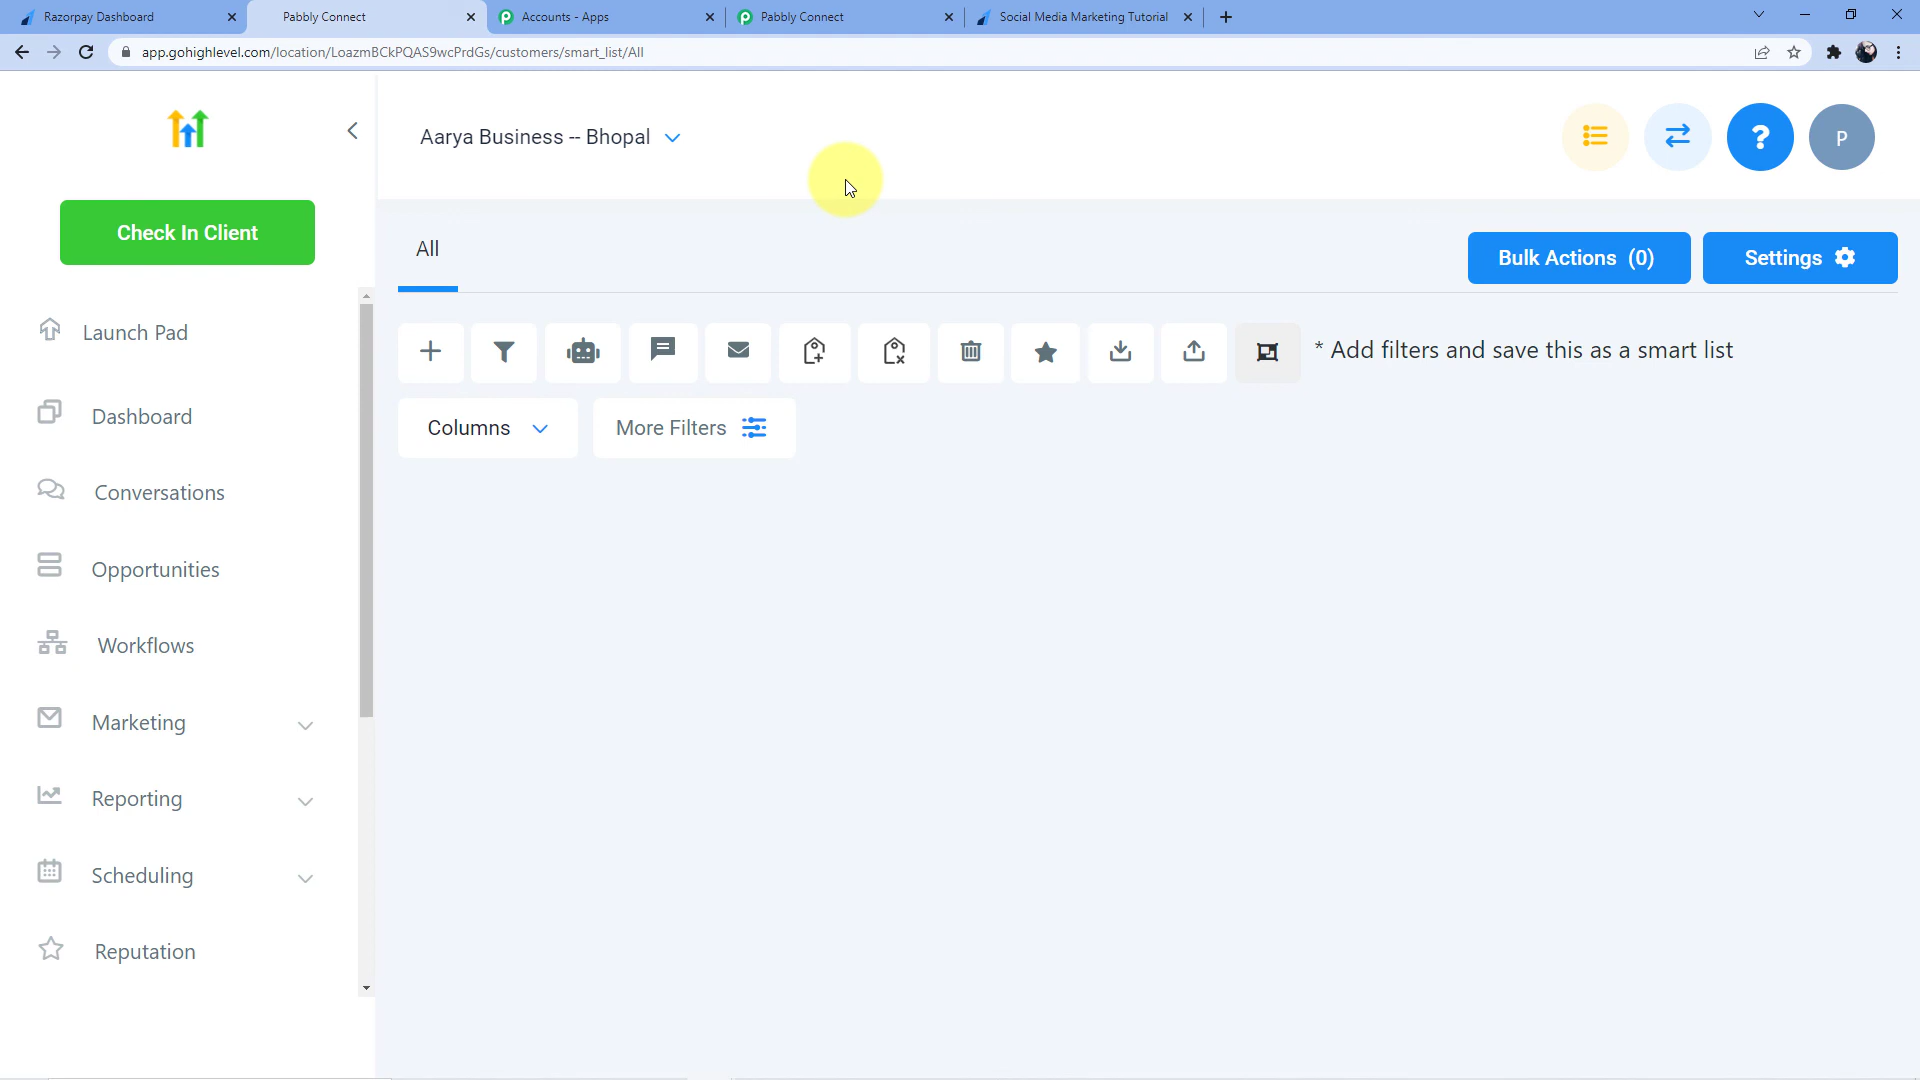 Razorpay Dashboard
Pabbly Connect
Accounts - Apps
Pabbly Connect
Social Media Marketing Tutorial
app.gohighlevel.com/location/LoazmBCkPQAS9wcPrdGs/customers/smart_list/All
Aarya Business -- Bhopal
?
P
Check In Client
All
Bulk Actions (0)
Settings
Launch Pad
* Add filters and save this as a smart list
Dashboard
Columns
More Filters
Conversations
Opportunities
Workflows
Marketing
Reporting
Scheduling
Reputation